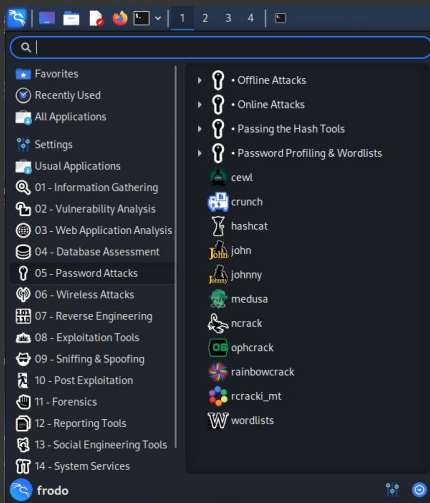 1 2 3 4
Favorites
Recently Used
All Applications
Settings
Usual Applications
01 - Information Gathering
02 - Vulnerability Analysis
03 - Web Application Analysis
04 - Database Assessment
05 - Password Attacks
06 - Wireless Attacks
07 - Reverse Engineering
08 - Exploitation Tools
09 - Sniffing & Spoofing
10 - Post Exploitation
11 - Forensics
12 - Reporting Tools
13 - Social Engineering Tools
14 - System Services
• Offline Attacks
• Online Attacks
• Passing the Hash Tools
• Password Profiling & Wordlists
cewl
crunch
hashcat
john
johnny
medusa
ncrack
ophcrack
rainbowcrack
rcracki_mt
wordlists
frodo